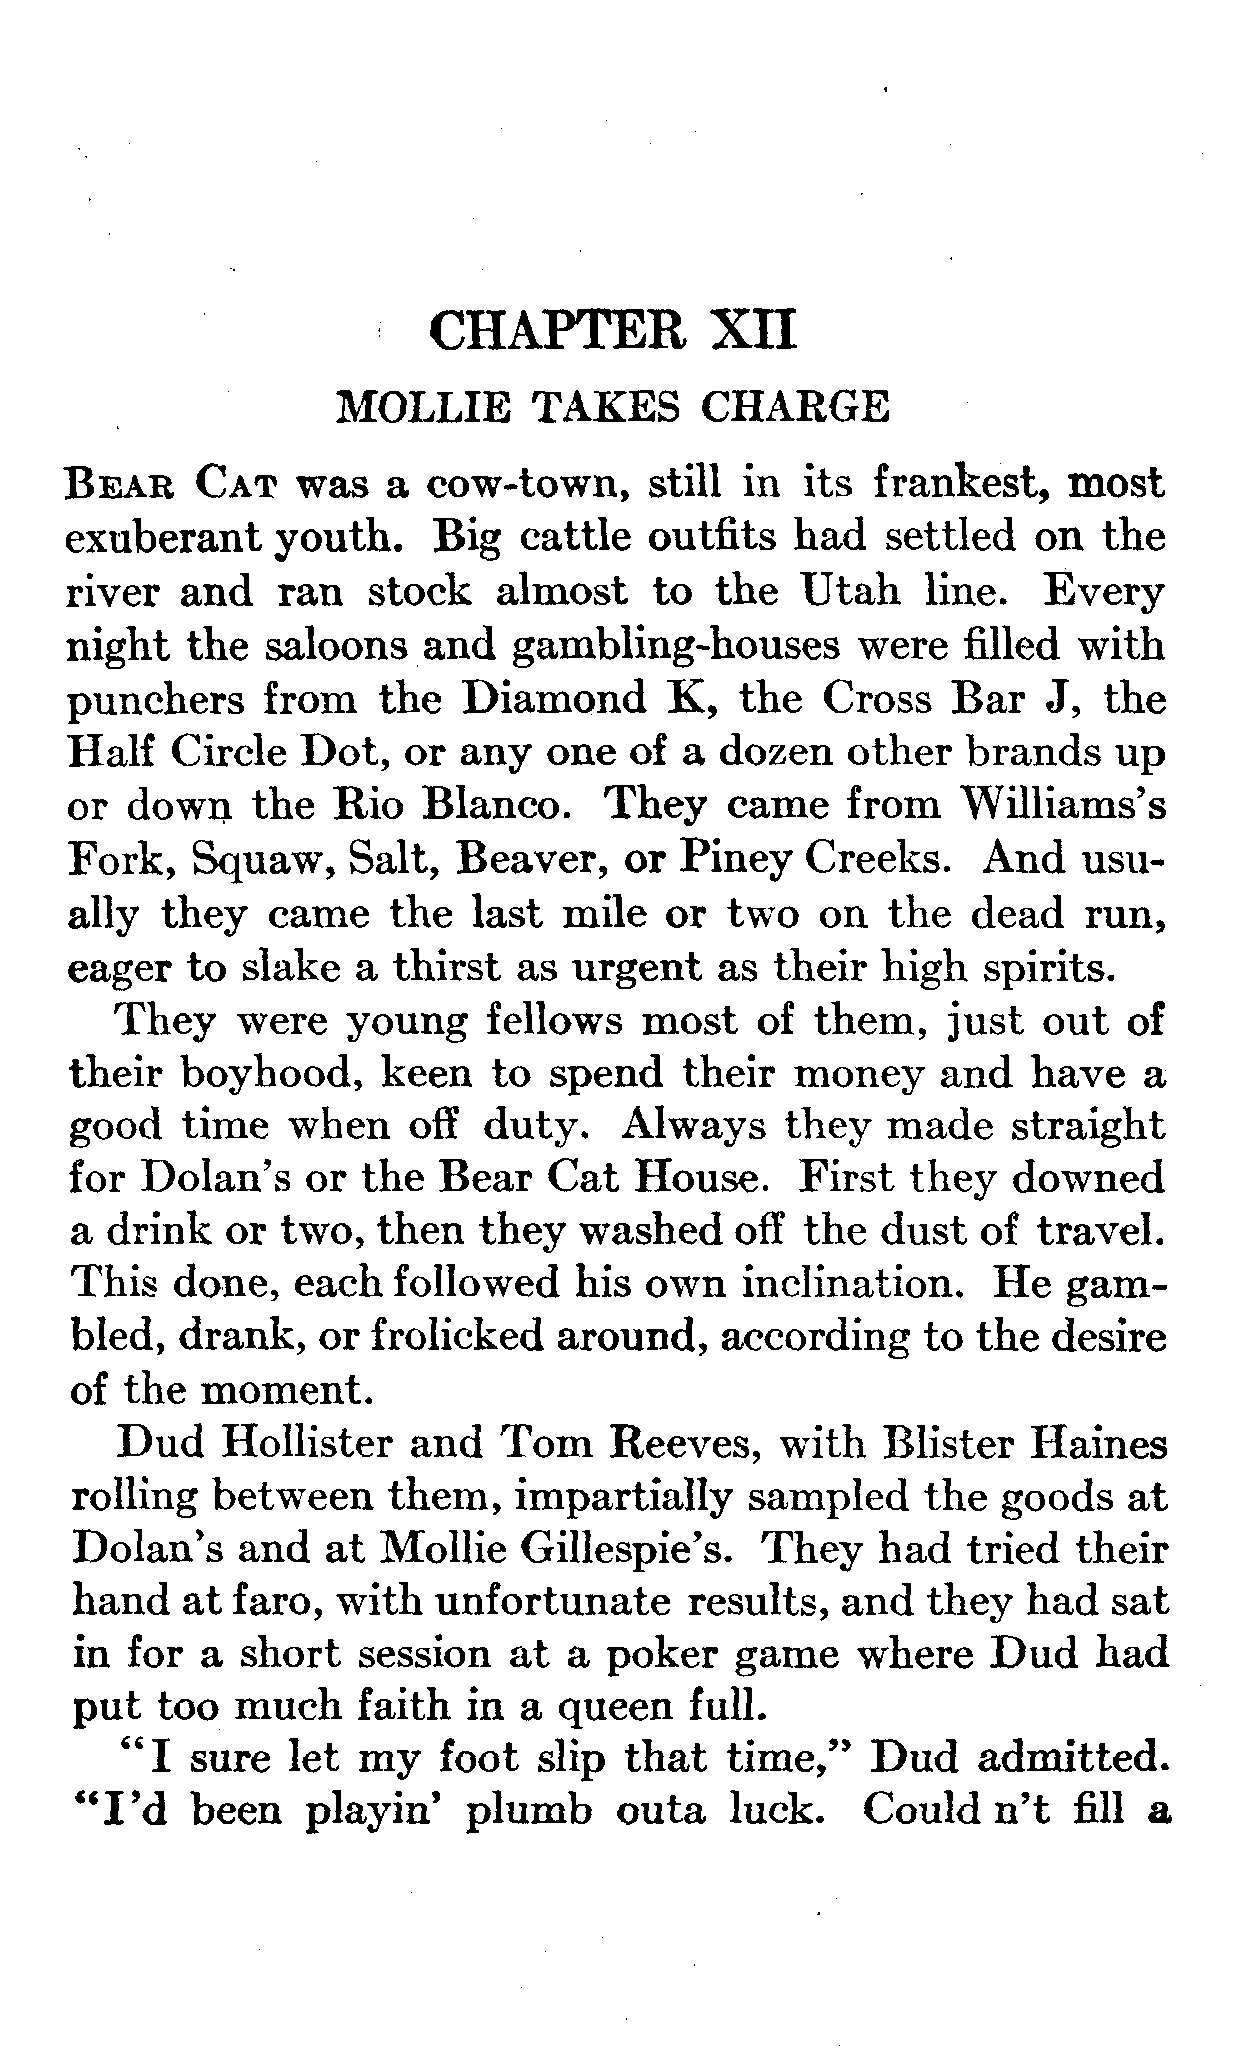 CHAPTER XII
MOLLIE TAKES CHARGE
BEAR CAT was a cow-town, still in its frankest, most
exuberant youth. Big cattle outfits had settled on the
river and ran stock almost to the Utah line. Every
night the saloons and gambling-houses were filled with
punchers from the Diamond K, the Cross Bar J, the
Half Circle Dot, or any one of a dozen other brands up
or down the Rio Blanco. They came from Williams's
Fork, Squaw, Salt, Beaver, or Piney Creeks. And usu-
ally they came the last mile or two on the dead run,
eager to slake a thirst as urgent as their high spirits.
They were young fellows most of them, just out of
their boyhood, keen to spend their money and have a
good time when off duty. Always they made straight
for Dolan's or the Bear Cat House. First they downed
a drink or two, then they washed off the dust of travel.
This done, each followed his own inclination. He gam-
bled, drank, or frolicked around, according to the desire
of the moment.
Dud Hollister and Tom Reeves, with Blister Haines
rolling between them, impartially sampled the goods at
Dolan's and at Mollie Gillespie's. They had tried their
hand at faro, with unfortunate results, and they had sat
in for a short session at a poker game where Dud had
put too much faith in a queen full.
"I sure let my foot slip that time," Dud admitted.
"I'd been playin' plumb outa luck. Could n't fill a